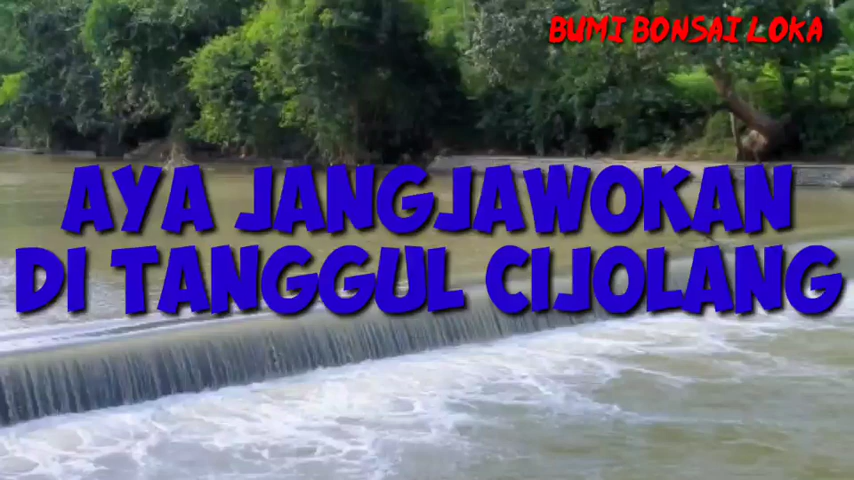 BUMI BONSAI LOKA
AYA JANGJAWOKAN
DI TANGGUL CIJOLANG